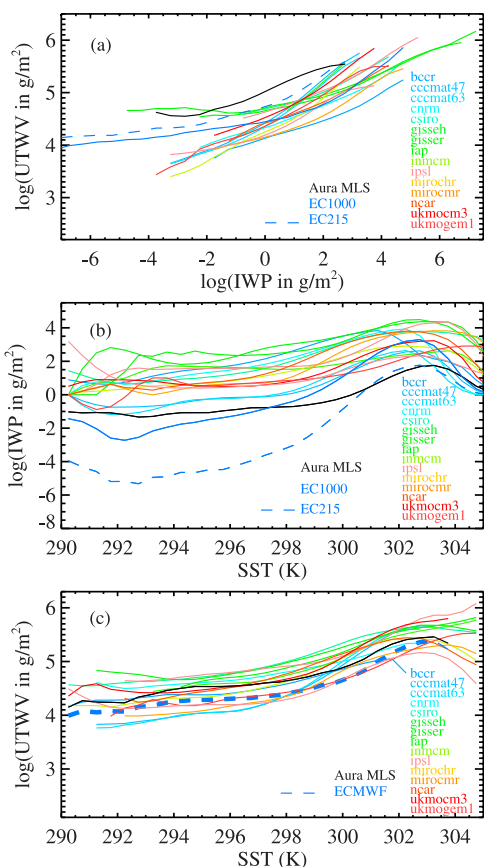 (a)
log(UTWV in g/m²)
6
5
4
3
bccr
cccmat47
cccmat63
cnrm
csiro
gisseh
gisser
iap
inmcm
ipsl
mirochr
mirocmr
ncar
ukmocm3
ukmogem1
Aura MLS
EC1000
EC215
-6 -4 -2 0 2 4 6
log(IWP in g/m²)
(b)
log(IWP in g/m²)
4
2
0
-2
-4
-6
-8
bccr
cccmat47
cccmat63
cnrm
csiro
gisseh
gisser
iap
inmcm
ipsl
mirochr
mirocmr
ncar
ukmocm3
ukmogem1
Aura MLS
EC1000
EC215
290 292 294 296 298 300 302 304
SST (K)
(c)
log(UTWV in g/m²)
6
5
4
3
bccr
cccmat47
cccmat63
cnrm
csiro
gisseh
gisser
iap
inmcm
ipsl
mirochr
mirocmr
ncar
ukmocm3
ukmogem1
Aura MLS
ECMWF
290 292 294 296 298 300 302 304
SST (K)